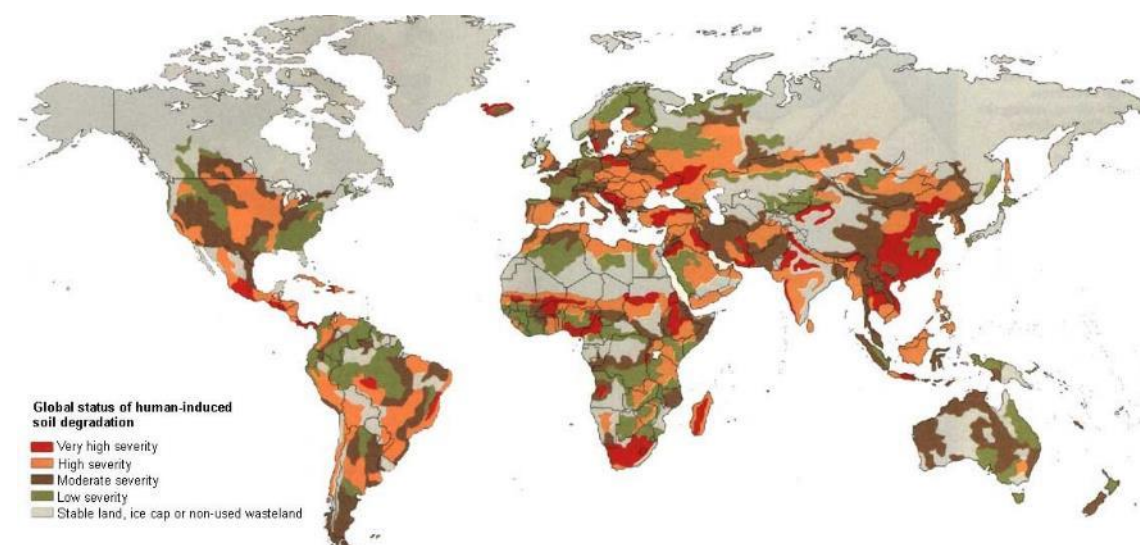 Global status of human-induced
soil degradation
Very high severity
High severity
Moderate severity
Low severity
Stable land, ice cap or non-used wasteland